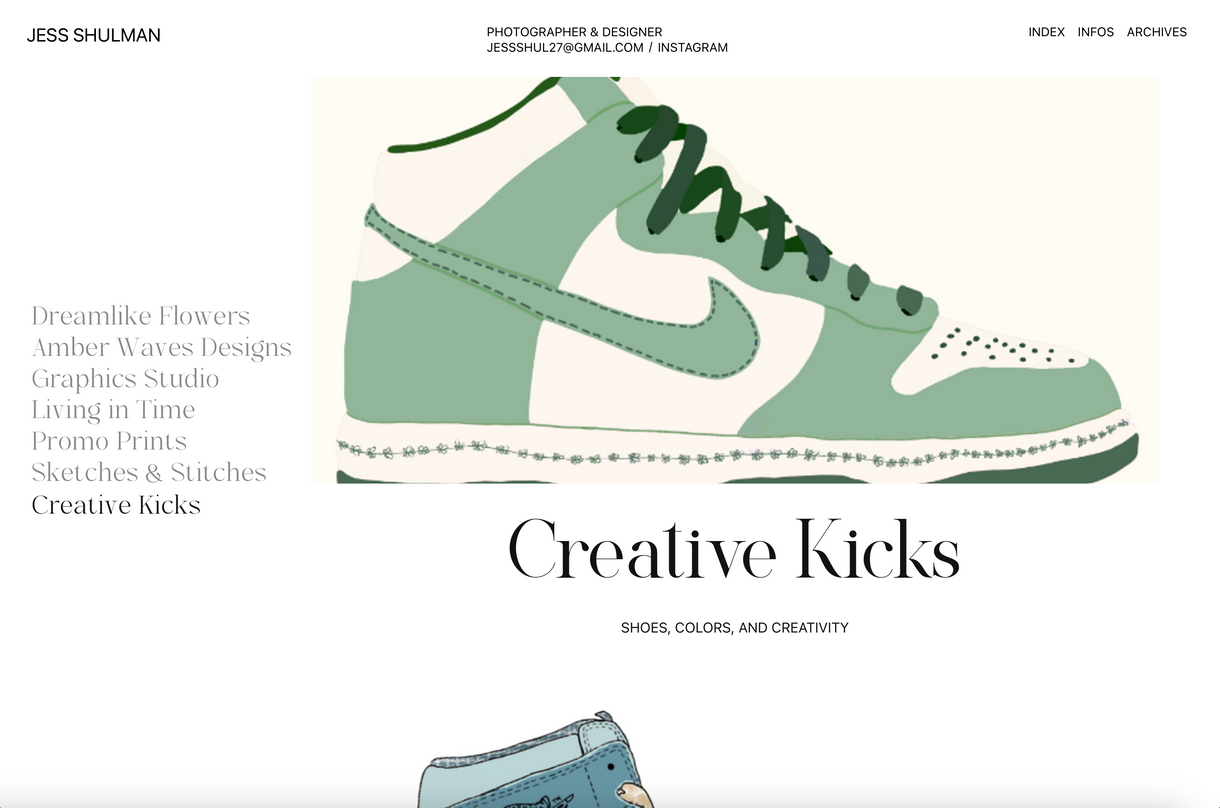 JESS SHULMAN
PHOTOGRAPHER & DESIGNER
JESSSHUL27@GMAIL.COM / INSTAGRAM
INDEX INFOS ARCHIVES
Dreamlike Flowers
Amber Waves Designs
Graphics Studio
Living in Time
Promo Prints
Sketches & Stitches
Creative Kicks
Creative Kicks
SHOES, COLORS, AND CREATIVITY